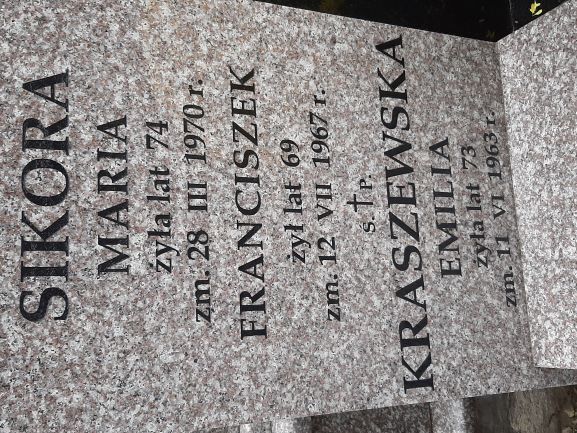 SIKORA
MARIA
żyła lat 74
zm. 28 III 1970 r.
FRANCISZEK
żył lat 69
zm. 12 VII 1967 r.
Ś. † P.
KRASZEWSKA
EMILIA
żyła lat 73
zm. 11 VI 1963 r.